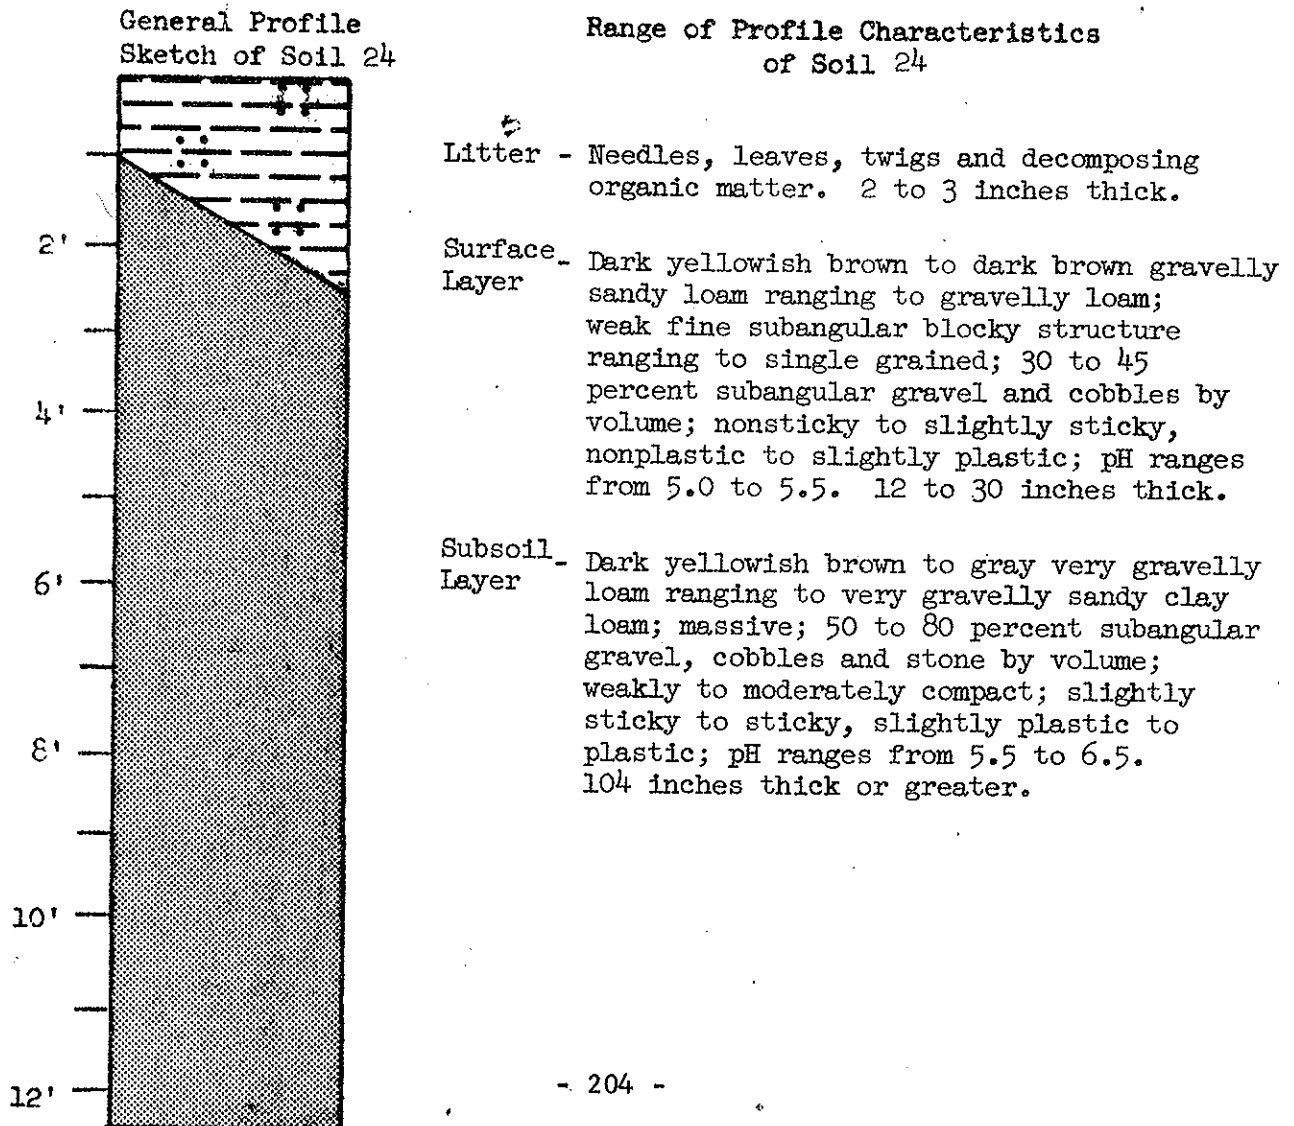 General Profile
Sketch of Soil 24
2'
4'
6'
8'
10'
12'
Range of Profile Characteristics
of Soil 24
Litter - Needles, leaves, twigs and decomposing
organic matter. 2 to 3 inches thick.
Surface - Dark yellowish brown to dark brown gravelly
Layer sandy loam ranging to gravelly loam;
weak fine subangular blocky structure
ranging to single grained; 30 to 45
percent subangular gravel and cobbles by
volume; nonsticky to slightly sticky,
nonplastic to slightly plastic; pH ranges
from 5.0 to 5.5. 12 to 30 inches thick.
Subsoil - Dark yellowish brown to gray very gravelly
Layer loam ranging to very gravelly sandy clay
loam; massive; 50 to 80 percent subangular
gravel, cobbles and stone by volume;
weakly to moderately compact; slightly
sticky to sticky, slightly plastic to
plastic; pH ranges from 5.5 to 6.5.
104 inches thick or greater.
- 204 -